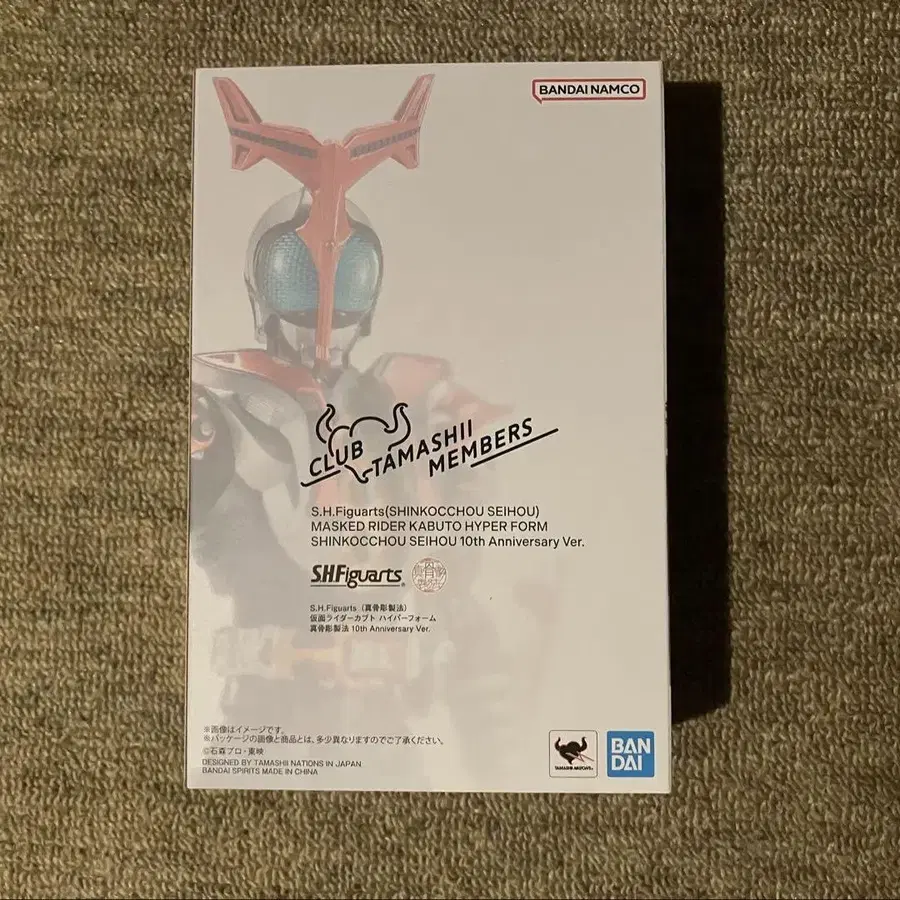 BANDAI NAMCO
CLUB
TAMASHII
MEMBERS
S.H.Figuarts(SHINKOCCHOU SEIHOU)
MASKED RIDER KABUTO HYPER FORM
SHINKOCCHOU SEIHOU 10th Anniversary Ver.
S.H.Figuarts
S.H.Figuarts（真骨彫製法）
仮面ライダーカブト ハイパーフォーム
真骨彫製法 10th Anniversary Ver.
※画像はイメージです。
※パッケージの画像と商品とは、多少異なりますのでご了承ください。
©石森プロ・東映
DESIGNED BY TAMASHII NATIONS IN JAPAN
BANDAI SPIRITS MADE IN CHINA
TAMASHII NATIONS
BAN
DAI